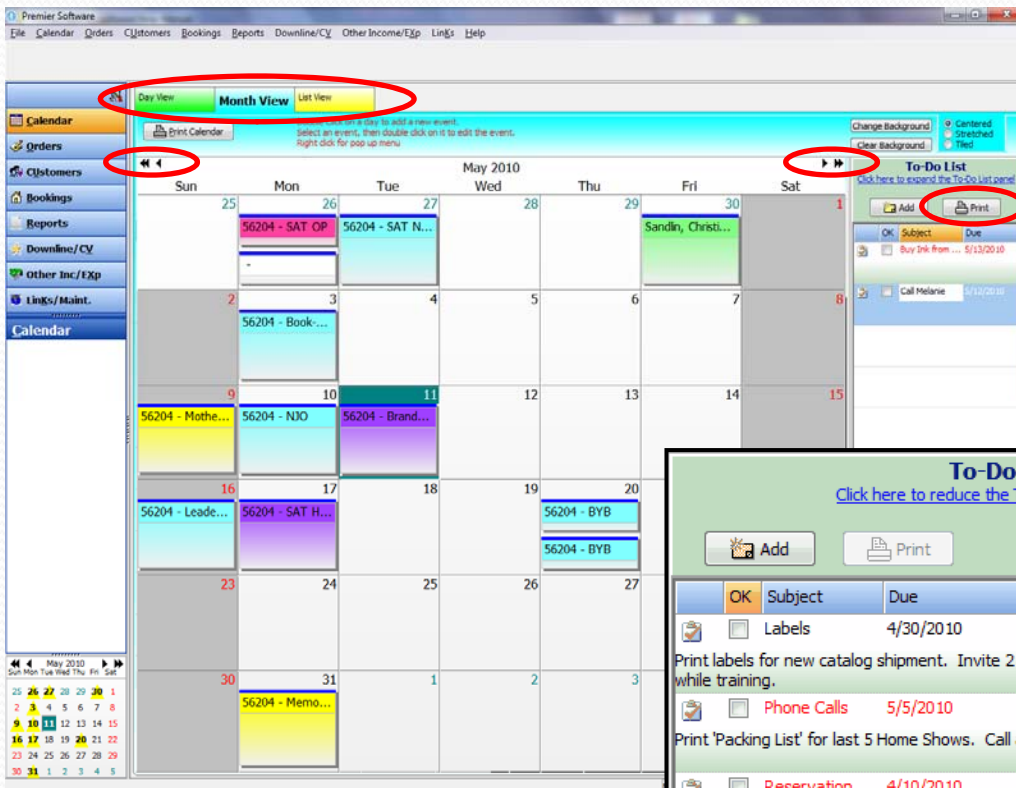 Premier Software
File Calendar Orders CUstomers Bookings Reports Downline/CV Other Income/EXp LinKs Help
Day View Month View List View
Print Calendar
on a day to add a new event.
Select an event, then double click on it to edit the event.
Right click for pop up menu
Change Background Centered
Stretched
Clear Background Tiled
Calendar
Orders
CUstomers
Bookings
Reports
Downline/CV
Other Inc/EXp
LinKs/Maint.
Calendar
May 2010
Sun Mon Tue Wed Thu Fri Sat
25 26 27 28 29 30 1
56204 - SAT OP 56204 - SAT N... Sandlin, Christi...
-
2 3 4 5 6 7 8
56204 - Book-...
9 10 11 12 13 14 15
56204 - Mothe... 56204 - NJO 56204 - Brand...
16 17 18 19 20
56204 - Leade... 56204 - SAT H... 56204 - BYB
56204 - BYB
23 24 25 26 27
30 31 1 2 3
56204 - Memo...
To-Do List
Click here to expand the To-Do List panel
Add Print
OK Subject Due
Buy Ink from ... 5/13/2010
Call Melanie 5/12/2010
May 2010
Sun Mon Tue Wed Thu Fri Sat
25 26 27 28 29 30 1
2 3 4 5 6 7 8
9 10 11 12 13 14 15
16 17 18 19 20 21 22
23 24 25 26 27 28 29
30 31 1 2 3 4 5
To-Do
Click here to reduce the
Add Print
OK Subject Due
Labels 4/30/2010
Print labels for new catalog shipment. Invite 2
while training.
Phone Calls 5/5/2010
Print 'Packing List' for last 5 Home Shows. Call
Reservation 4/10/2010